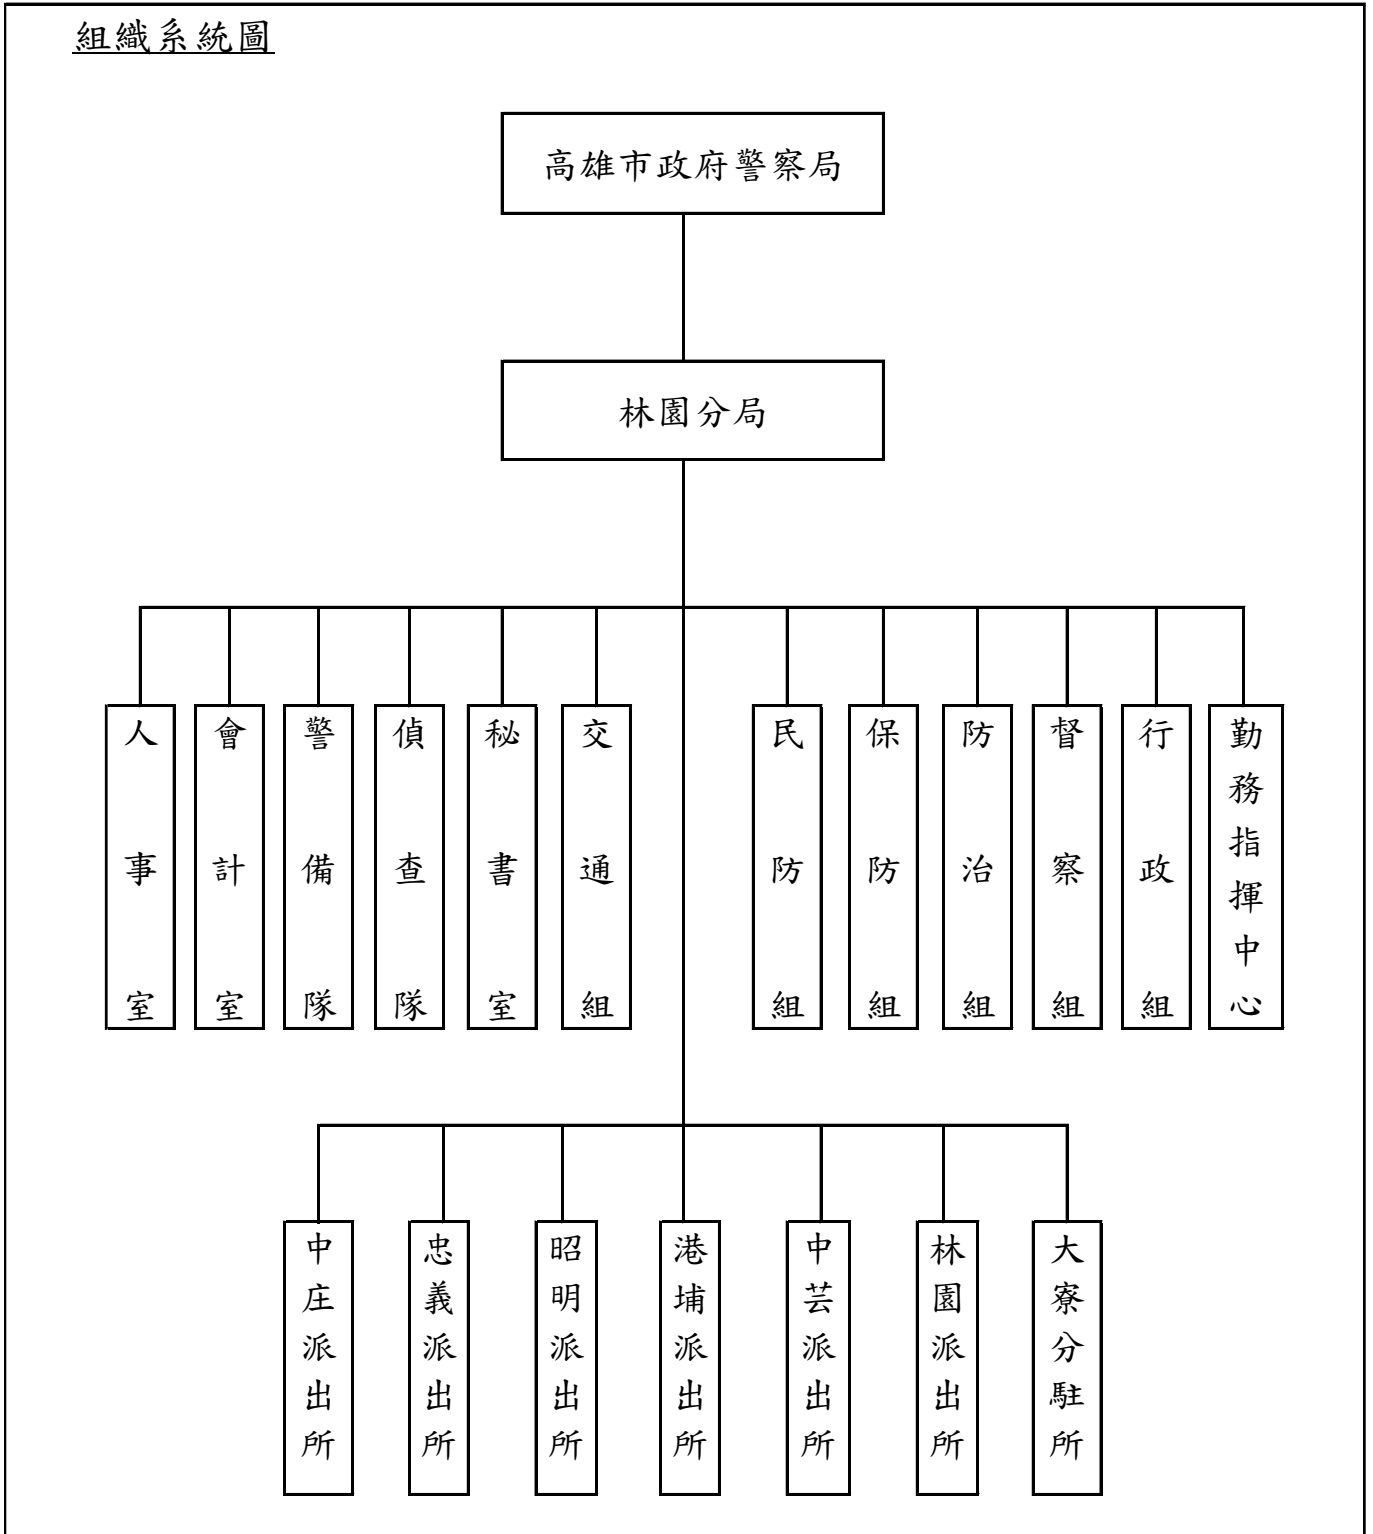 組織系統圖
高雄市政府警察局
林園分局
人事室
會計室
警備隊
偵查隊
秘書室
交通組
民防組
保防組
防治組
督察組
行政組
勤務指揮中心
中庄派出所
忠義派出所
昭明派出所
港埔派出所
中芸派出所
林園派出所
大寮分駐所